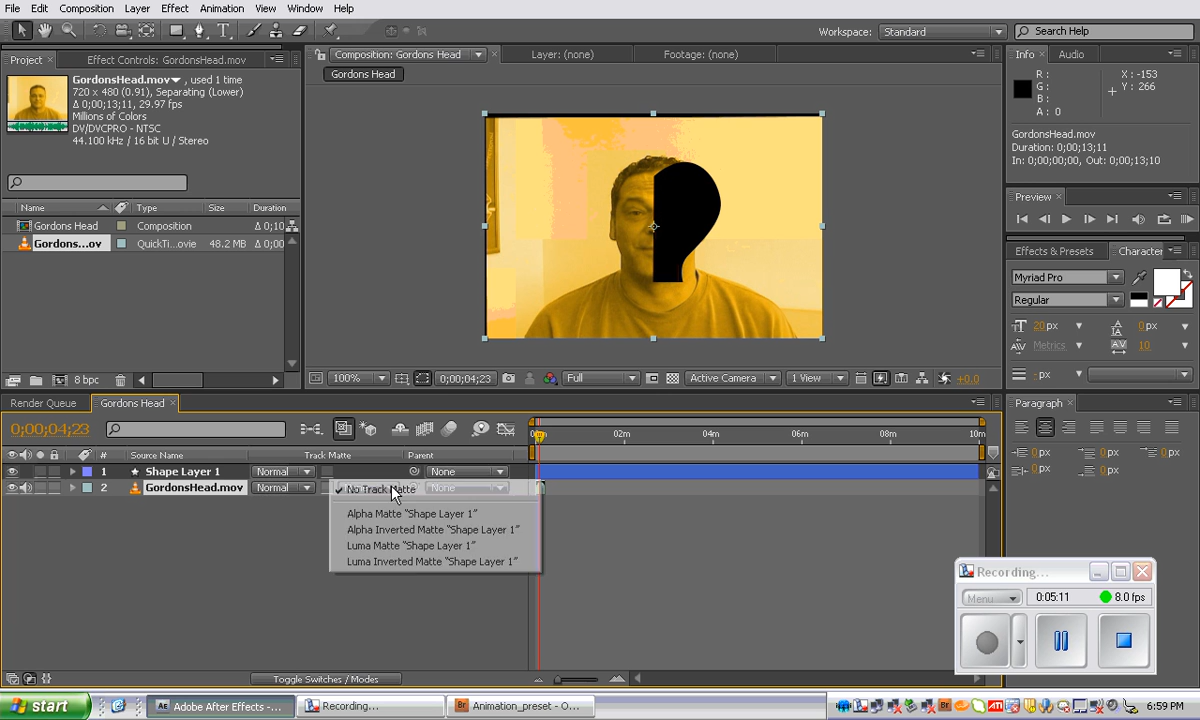 File Edit Composition Layer Effect Animation View Window Help
Workspace: Standard Search Help
Project × Effect Controls: GordonsHead.mov
GordonsHead.mov▼, used 1 time
720 x 480 (0.91), Separating (Lower)
Δ 0;00;13;11, 29.97 fps
Millions of Colors
DV/DVCPRO - NTSC
44.100 kHz / 16 bit U / Stereo
Name Type Size Duration
Gordons Head Composition Δ 0;10
Gordons...ov QuickTi...ovie 48.2 MB Δ 0;00
8 bpc
Composition: Gordons Head × Layer: (none) Footage: (none)
Gordons Head
100% 0;00;04;23 Full Active Camera 1 View +0.0
Info × Audio
R : X : -153
G : Y : 266
B :
A : 0
GordonsHead.mov
Duration: 0;00;13;11
In: 0;00;00;00, Out: 0;00;13;10
Preview ×
Effects & Presets Character
Myriad Pro
Regular
20 px 0 px
Metrics 10
- px
Paragraph ×
0 px 0 px 0 px
0 px 0 px
Render Queue Gordons Head ×
0;00;04;23
# Source Name Track Matte Parent
1 Shape Layer 1 Normal None
2 GordonsHead.mov Normal None
No Track Matte
Alpha Matte "Shape Layer 1"
Alpha Inverted Matte "Shape Layer 1"
Luma Matte "Shape Layer 1"
Luma Inverted Matte "Shape Layer 1"
02m 04m 06m 08m 10m
Toggle Switches / Modes
Recording...
Menu 0:05:11 8.0 fps
start Adobe After Effects -... Recording... Animation_preset - O... 6:59 PM